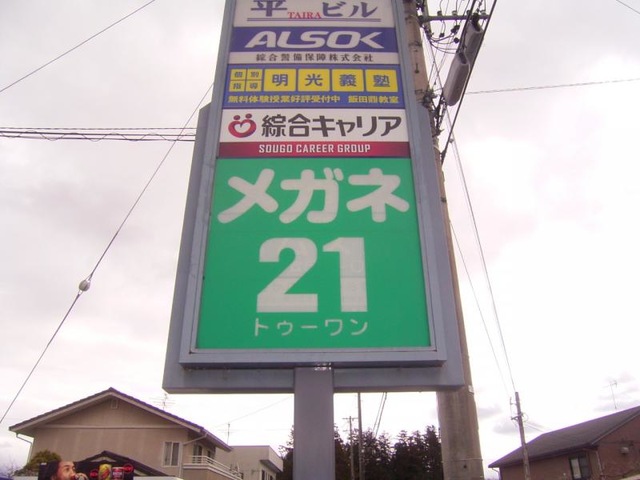 平 TAIRA ビル
ALSOK
綜合警備保障株式会社
個別指導 明光義塾
無料体験授業好評受付中 飯田鼎教室
綜合キャリア
SOUGO CAREER GROUP
メガネ
21
トゥーワン